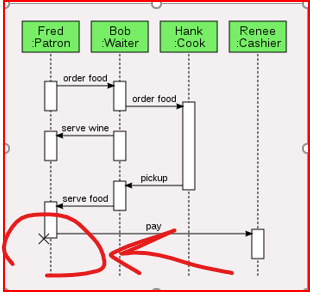 Fred
:Patron
Bob
:Waiter
Hank
:Cook
Renee
:Cashier
order food
order food
serve wine
pickup
serve food
pay